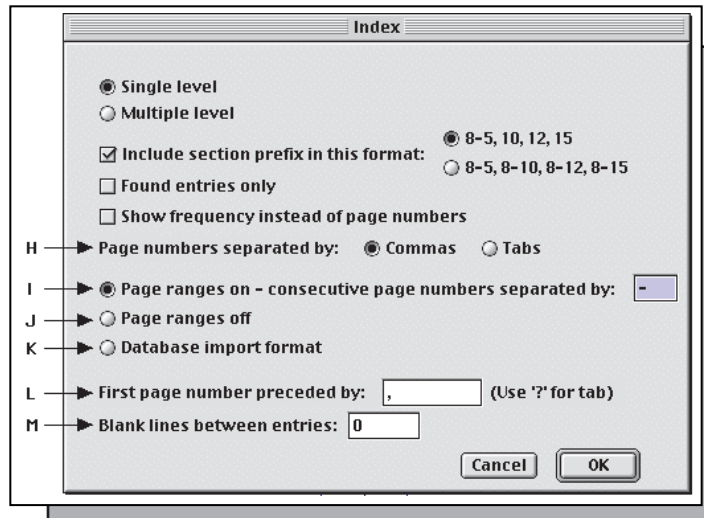 Index
Single level
Multiple level
Include section prefix in this format:
8-5, 10, 12, 15
8-5, 8-10, 8-12, 8-15
Found entries only
Show frequency instead of page numbers
H Page numbers separated by: Commas Tabs
I Page ranges on - consecutive page numbers separated by: -
J Page ranges off
K Database import format
L First page number preceded by: , (Use '?' for tab)
M Blank lines between entries: 0
Cancel OK